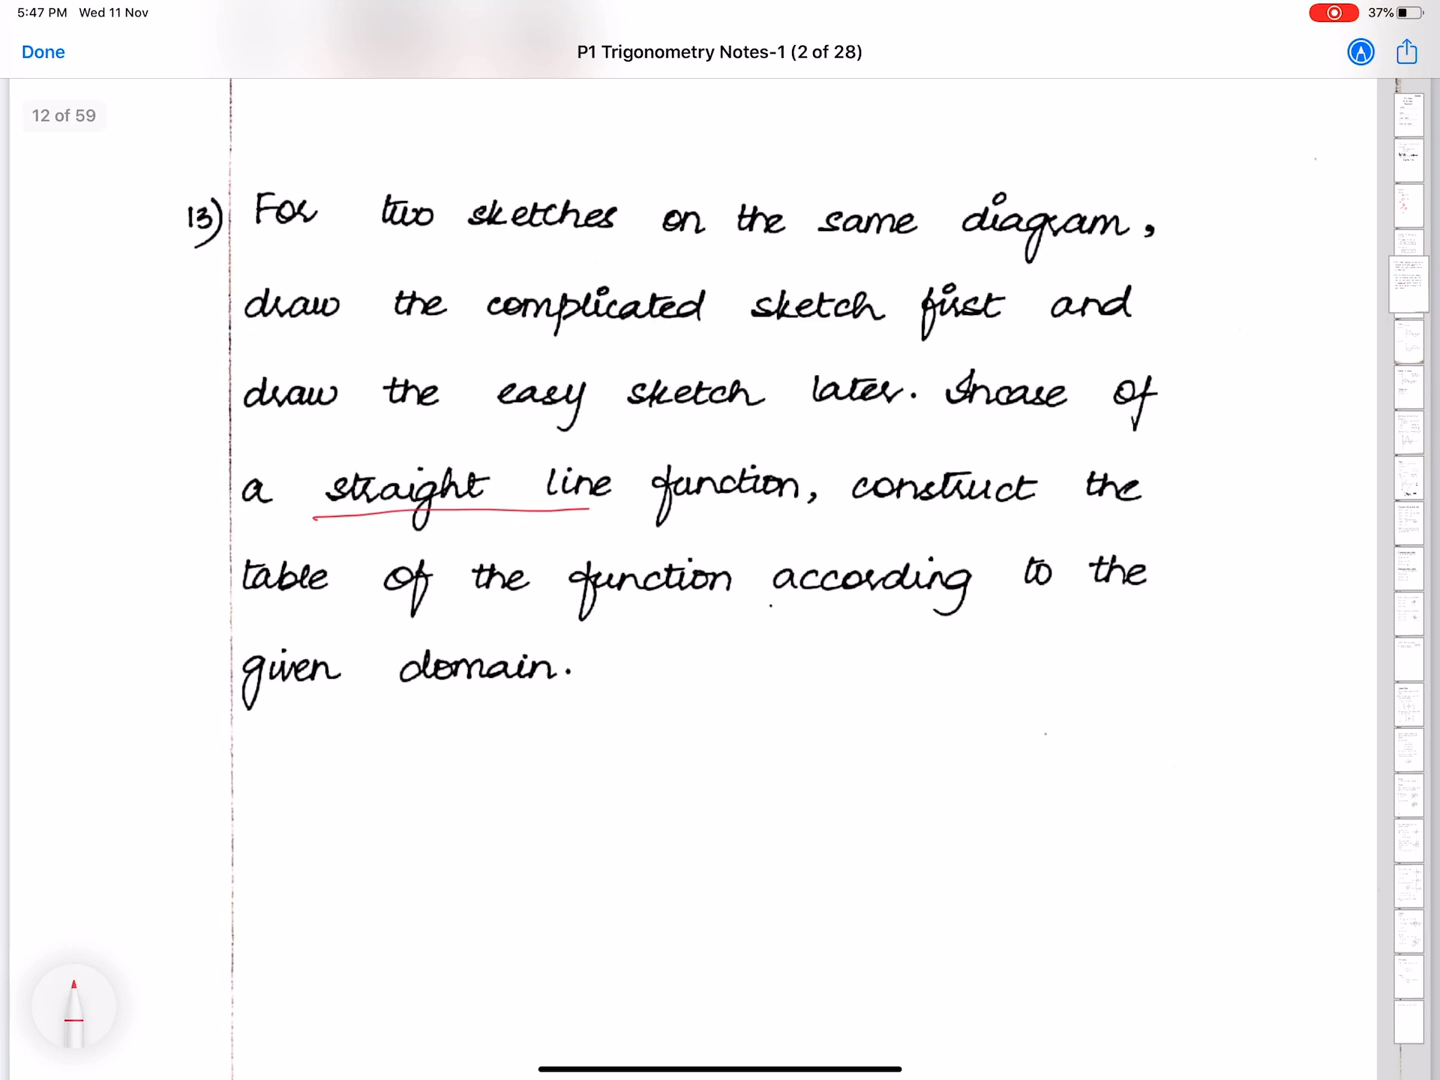 5:47 PM Wed 11 Nov
37%
Done
P1 Trigonometry Notes-1 (2 of 28)
12 of 59
13) For two sketches on the same diagram,
draw the complicated sketch first and
draw the easy sketch later. Incase of
a straight line function, construct the
table of the function according to the
given domain.